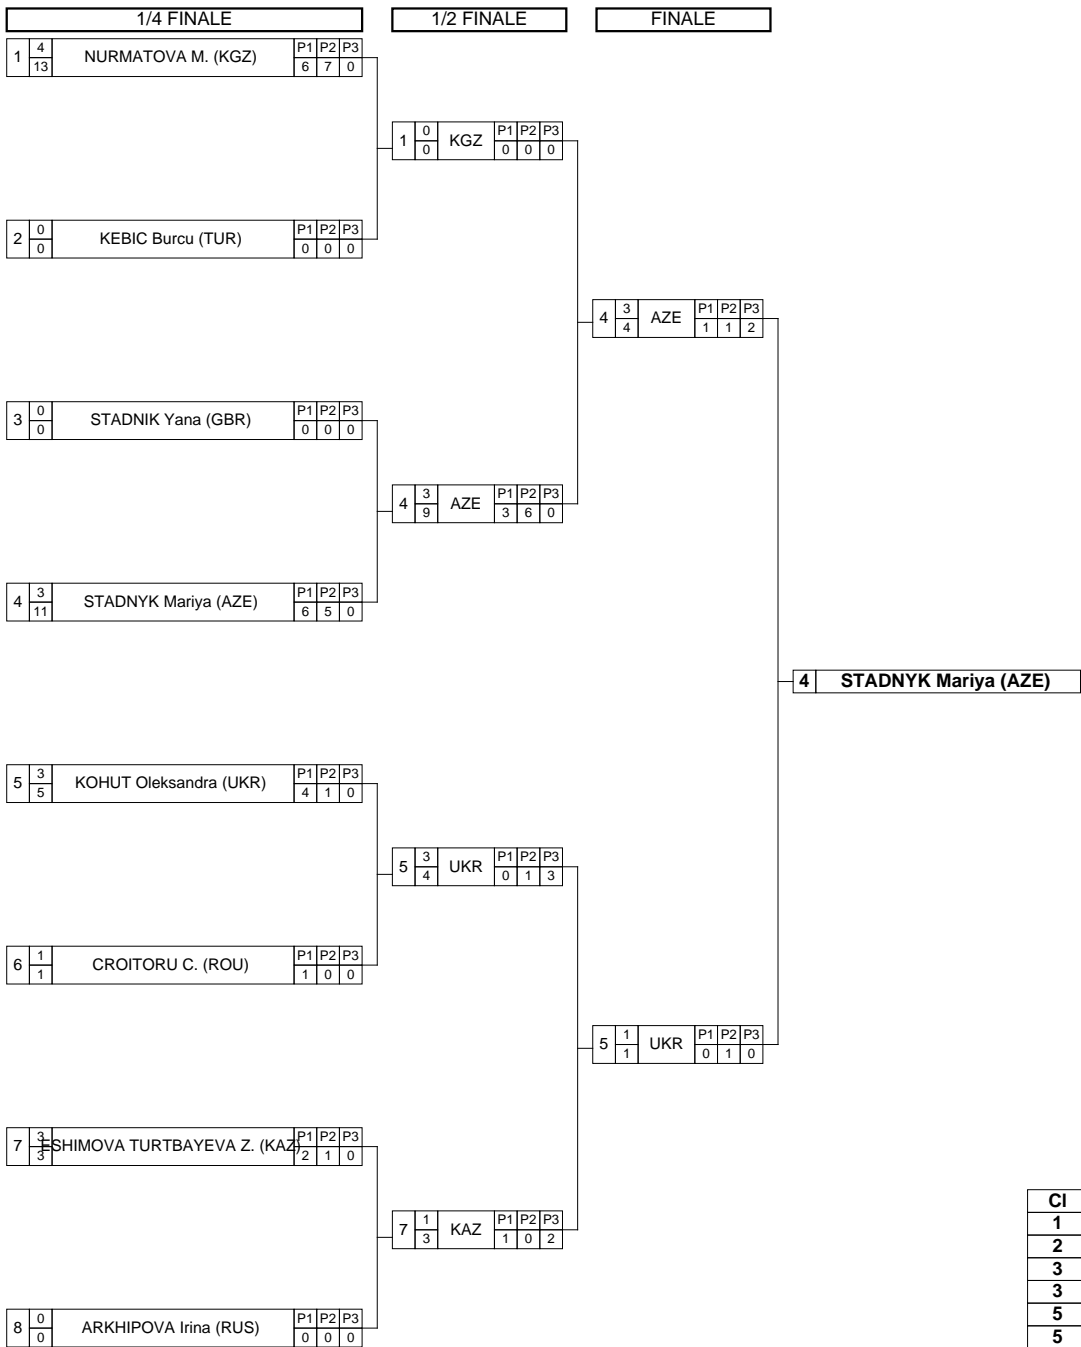 1/4 FINALE 1/2 FINALE FINALE
1 4 13 NURMATOVA M. (KGZ) P1 P2 P3 6 7 0
1 0 0 KGZ P1 P2 P3 0 0 0
2 0 0 KEBIC Burcu (TUR) P1 P2 P3 0 0 0
4 3 4 AZE P1 P2 P3 1 1 2
3 0 0 STADNIK Yana (GBR) P1 P2 P3 0 0 0
4 3 9 AZE P1 P2 P3 3 6 0
4 3 11 STADNYK Mariya (AZE) P1 P2 P3 6 5 0
4 STADNYK Mariya (AZE)
5 3 5 KOHUT Oleksandra (UKR) P1 P2 P3 4 1 0
5 3 4 UKR P1 P2 P3 0 1 3
6 1 1 CROITORU C. (ROU) P1 P2 P3 1 0 0
5 1 1 UKR P1 P2 P3 0 1 0
7 3 3 ESHIMOVA TURTBAYEVA Z. (KAZ) P1 P2 P3 2 1 0
7 1 3 KAZ P1 P2 P3 1 0 2
8 0 0 ARKHIPOVA Irina (RUS) P1 P2 P3 0 0 0
Cl
1
2
3
3
5
5